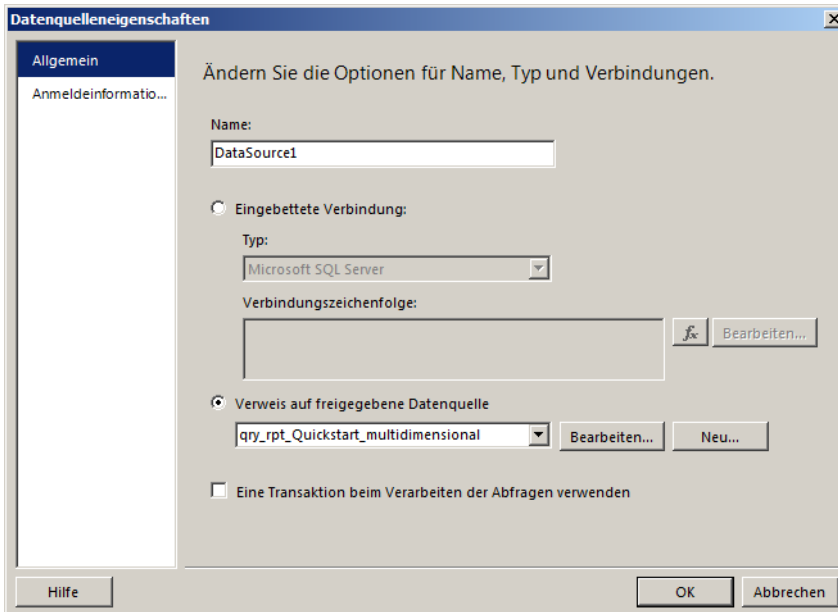 Datenquelleneigenschaften
Allgemein
Anmeldeinformatio...
Ändern Sie die Optionen für Name, Typ und Verbindungen.
Name:
DataSource1
Eingebettete Verbindung:
Typ:
Microsoft SQL Server
Verbindungszeichenfolge:
fx
Bearbeiten...
Verweis auf freigegebene Datenquelle
qry_rpt_Quickstart_multidimensional
Bearbeiten...
Neu...
Eine Transaktion beim Verarbeiten der Abfragen verwenden
Hilfe
OK
Abbrechen